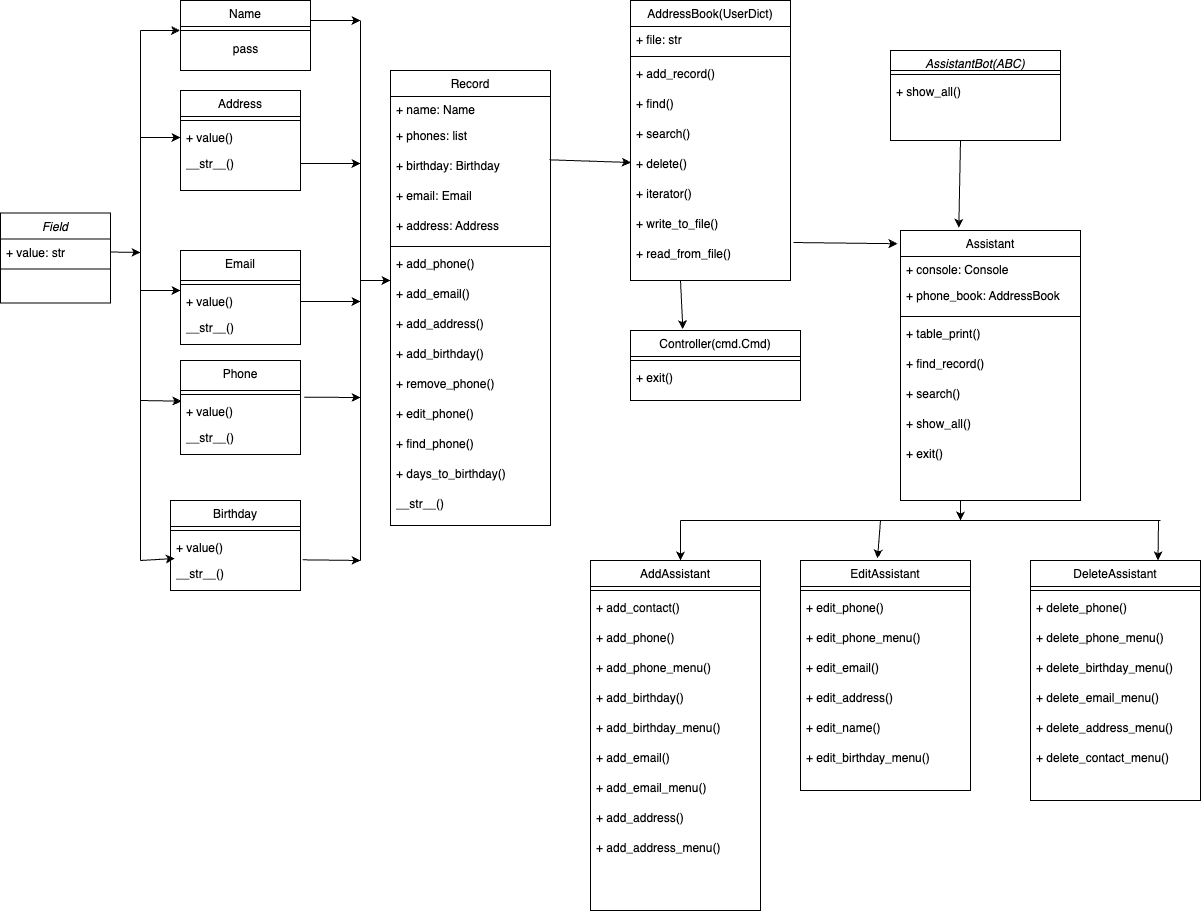 Field
+ value: str
Name
pass
Address
+ value()
__str__()
Email
+ value()
__str__()
Phone
+ value()
__str__()
Birthday
+ value()
__str__()
Record
+ name: Name
+ phones: list
+ birthday: Birthday
+ email: Email
+ address: Address
+ add_phone()
+ add_email()
+ add_address()
+ add_birthday()
+ remove_phone()
+ edit_phone()
+ find_phone()
+ days_to_birthday()
__str__()
AddressBook(UserDict)
+ file: str
+ add_record()
+ find()
+ search()
+ delete()
+ iterator()
+ write_to_file()
+ read_from_file()
Controller(cmd.Cmd)
+ exit()
AssistantBot(ABC)
+ show_all()
Assistant
+ console: Console
+ phone_book: AddressBook
+ table_print()
+ find_record()
+ search()
+ show_all()
+ exit()
AddAssistant
+ add_contact()
+ add_phone()
+ add_phone_menu()
+ add_birthday()
+ add_birthday_menu()
+ add_email()
+ add_email_menu()
+ add_address()
+ add_address_menu()
EditAssistant
+ edit_phone()
+ edit_phone_menu()
+ edit_email()
+ edit_address()
+ edit_name()
+ edit_birthday_menu()
DeleteAssistant
+ delete_phone()
+ delete_phone_menu()
+ delete_birthday_menu()
+ delete_email_menu()
+ delete_address_menu()
+ delete_contact_menu()